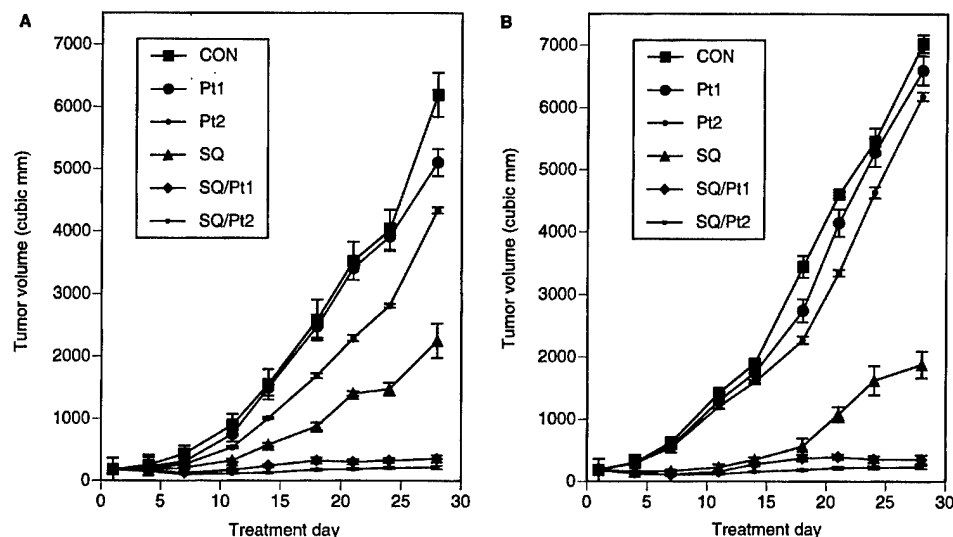 A
Tumor volume (cubic mm)
7000
6000
5000
4000
3000
2000
1000
0
CON
Pt1
Pt2
SQ
SQ/Pt1
SQ/Pt2
0
5
10
15
20
25
30
Treatment day
B
Tumor volume (cubic mm)
7000
6000
5000
4000
3000
2000
1000
0
CON
Pt1
Pt2
SQ
SQ/Pt1
SQ/Pt2
0
5
10
15
20
25
30
Treatment day